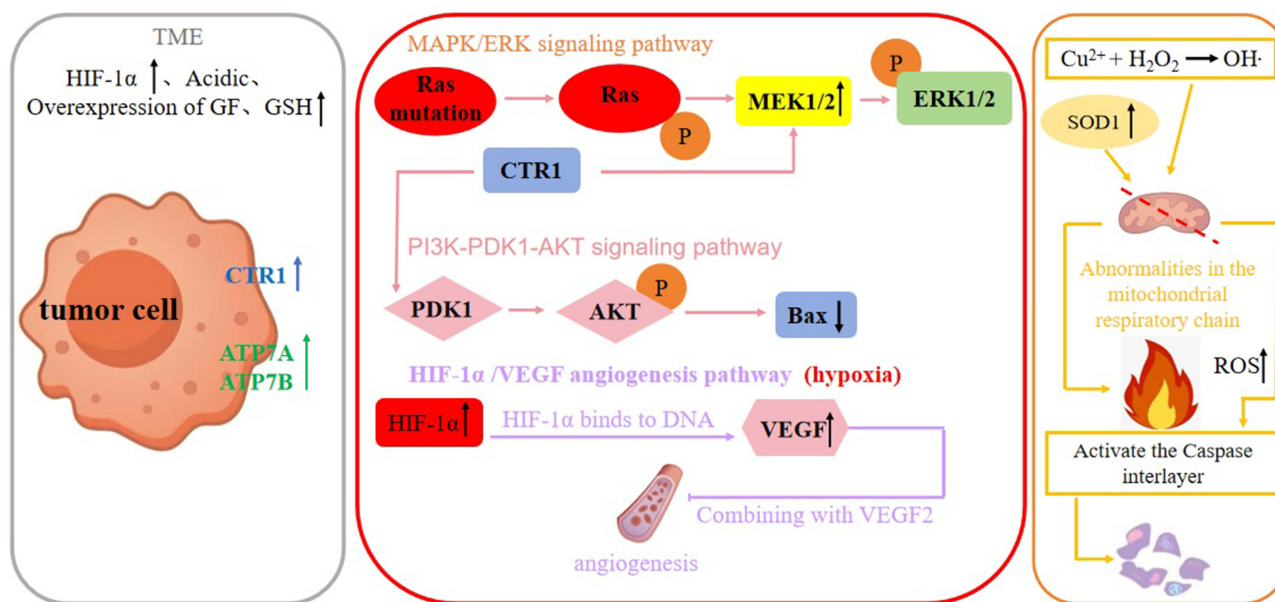 TME
HIF-1α ↑、Acidic、
Overexpression of GF、GSH↑
CTR1 ↑
tumor cell
ATP7A
ATP7B ↑
MAPK/ERK signaling pathway
Ras
mutation
Ras
P
MEK1/2↑
P
ERK1/2
CTR1
PI3K-PDK1-AKT signaling pathway
PDK1
AKT
P
Bax↓
HIF-1α /VEGF angiogenesis pathway (hypoxia)
HIF-1α↑
HIF-1α binds to DNA
VEGF↑
Combining with VEGF2
angiogenesis
Cu²⁺ + H₂O₂ → OH·
SOD1↑
Abnormalities in the
mitochondrial
respiratory chain
ROS↑
Activate the Caspase
interlayer